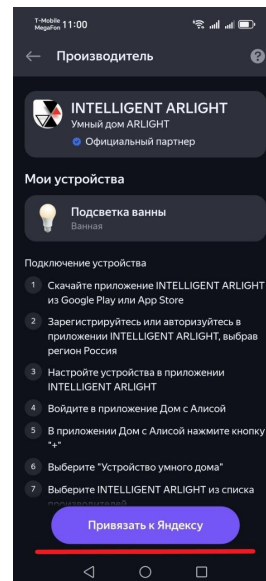 T-Mobile
MegaFon 11:00
Производитель
?
INTELLIGENT ARLIGHT
Умный дом ARLIGHT
Официальный партнер
Мои устройства
Подсветка ванны
Ванная
Подключение устройства
1 Скачайте приложение INTELLIGENT ARLIGHT
из Google Play или App Store
2 Зарегистрируйтесь или авторизуйтесь в
приложении INTELLIGENT ARLIGHT, выбрав
регион Россия
3 Настройте устройства в приложении
INTELLIGENT ARLIGHT
4 Войдите в приложение Дом с Алисой
5 В приложении Дом с Алисой нажмите кнопку
"+"
6 Выберите "Устройство умного дома"
7 Выберите INTELLIGENT ARLIGHT из списка
производителей
Привязать к Яндексу